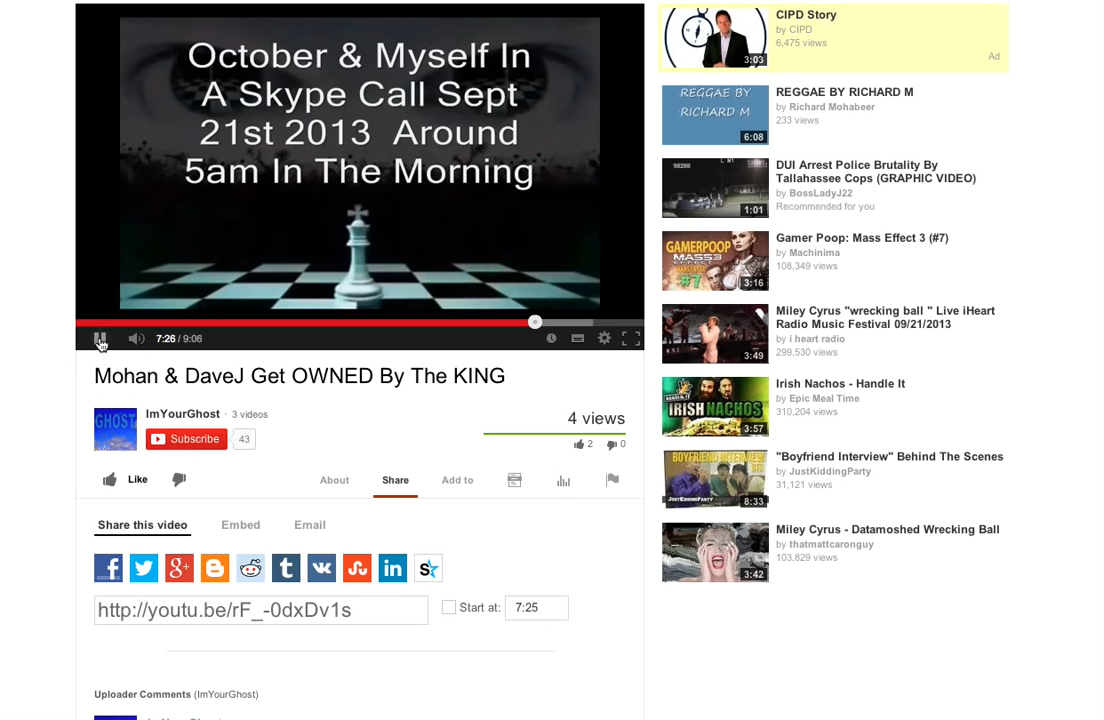 October & Myself In
A Skype Call Sept
21st 2013 Around
5am In The Morning
7:26 / 9:06
Mohan & DaveJ Get OWNED By The KING
GHOST
ImYourGhost · 3 videos
Subscribe 43
4 views
2 0
Like
About Share Add to
Share this video Embed Email
http://youtu.be/rF_-0dxDv1s
Start at: 7:25
Uploader Comments (ImYourGhost)
3:03
CIPD Story
by CIPD
6,475 views
Ad
REGGAE BY
RICHARD M
6:08
REGGAE BY RICHARD M
by Richard Mohabeer
233 views
1:01
DUI Arrest Police Brutality By
Tallahassee Cops (GRAPHIC VIDEO)
by BossLadyJ22
Recommended for you
GAMERPOOP
#7
3:16
Gamer Poop: Mass Effect 3 (#7)
by Machinima
108,349 views
3:49
Miley Cyrus "wrecking ball " Live iHeart
Radio Music Festival 09/21/2013
by i heart radio
299,530 views
IRISH NACHOS
3:57
Irish Nachos - Handle It
by Epic Meal Time
310,204 views
BOYFRIEND INTERVIEW
BTS
JUSTKIDDINGPARTY
8:33
"Boyfriend Interview" Behind The Scenes
by JustKiddingParty
31,121 views
3:42
Miley Cyrus - Datamoshed Wrecking Ball
by thatmattcaronguy
103,829 views